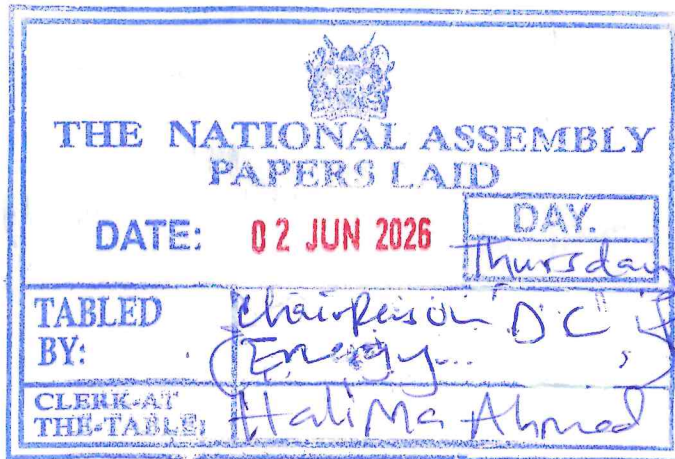 THE NATIONAL ASSEMBLY
PAPERS LAID
DATE: 02 JUN 2026
DAY.
Thursday
TABLED BY:
Chairperson DC
Energy...
CLERK-AT THE-TABLE:
Halima Ahmed